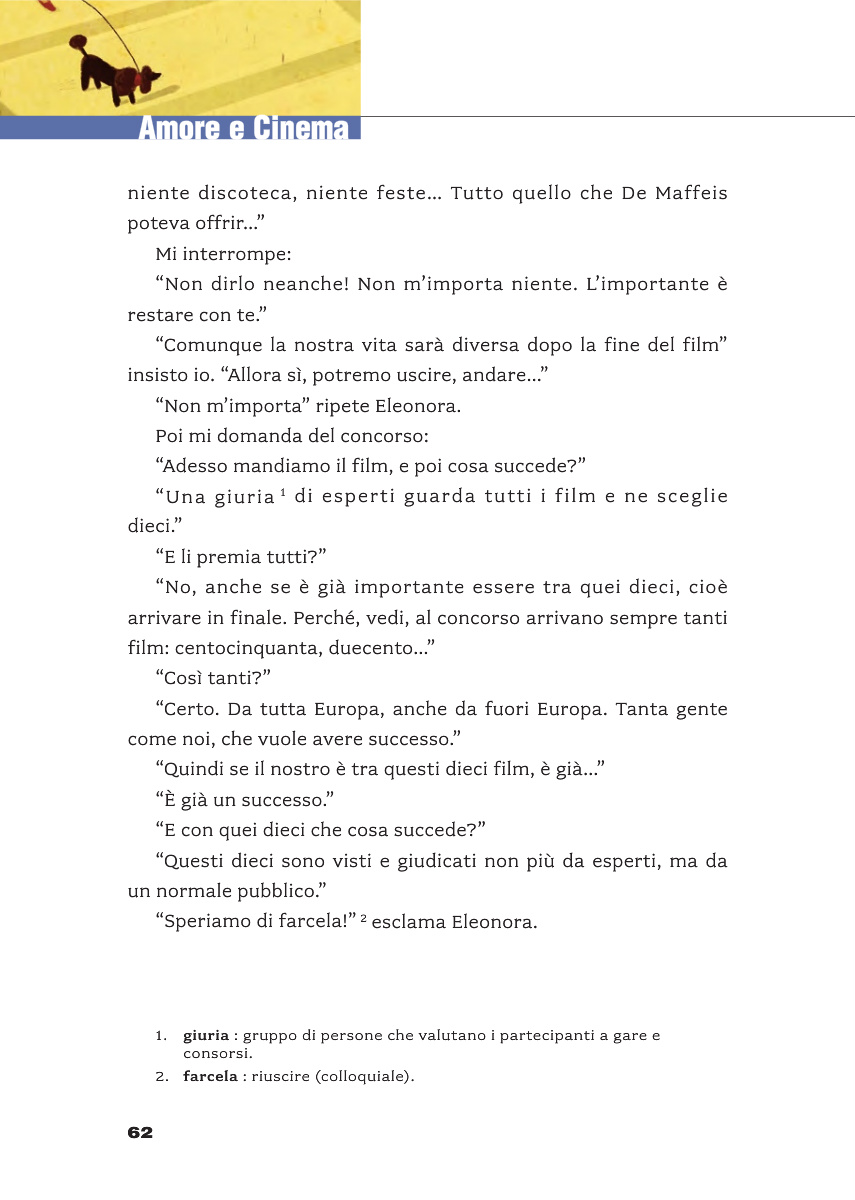 Amore e Cinema
niente discoteca, niente feste... Tutto quello che De Maffeis
poteva offrir...”
Mi interrompe:
“Non dirlo neanche! Non m’importa niente. L’importante è
restare con te.”
“Comunque la nostra vita sarà diversa dopo la fine del film”
insisto io. “Allora sì, potremo uscire, andare...”
“Non m’importa” ripete Eleonora.
Poi mi domanda del concorso:
“Adesso mandiamo il film, e poi cosa succede?”
“Una giuria ¹ di esperti guarda tutti i film e ne sceglie
dieci.”
“E li premia tutti?”
“No, anche se è già importante essere tra quei dieci, cioè
arrivare in finale. Perché, vedi, al concorso arrivano sempre tanti
film: centocinquanta, duecento...”
“Così tanti?”
“Certo. Da tutta Europa, anche da fuori Europa. Tanta gente
come noi, che vuole avere successo.”
“Quindi se il nostro è tra questi dieci film, è già...”
“È già un successo.”
“E con quei dieci che cosa succede?”
“Questi dieci sono visti e giudicati non più da esperti, ma da
un normale pubblico.”
“Speriamo di farcela!” ² esclama Eleonora.
1. giuria : gruppo di persone che valutano i partecipanti a gare e
consorsi.
2. farcela : riuscire (colloquiale).
62